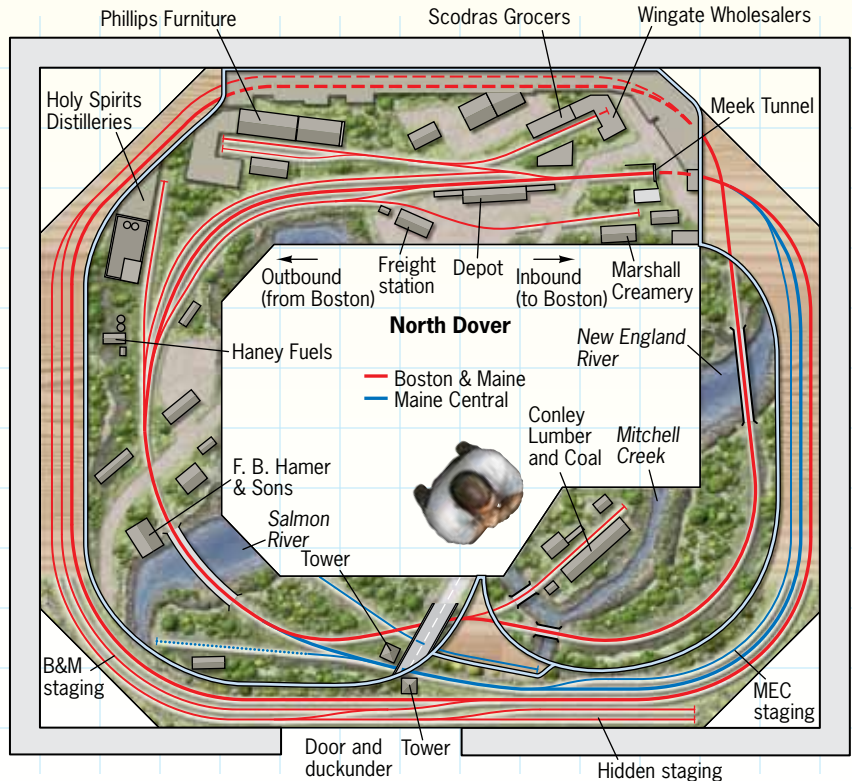 Phillips Furniture
Scodras Grocers
Wingate Wholesalers
Holy Spirits
Distilleries
Meek Tunnel
Outbound
(from Boston)
Freight
station
Depot
Inbound
(to Boston)
Marshall
Creamery
North Dover
New England
River
Haney Fuels
Boston & Maine
Maine Central
Conley
Lumber
and Coal
Mitchell
Creek
F. B. Hamer
& Sons
Salmon
River
Tower
B&M
staging
MEC
staging
Door and
duckunder
Tower
Hidden staging